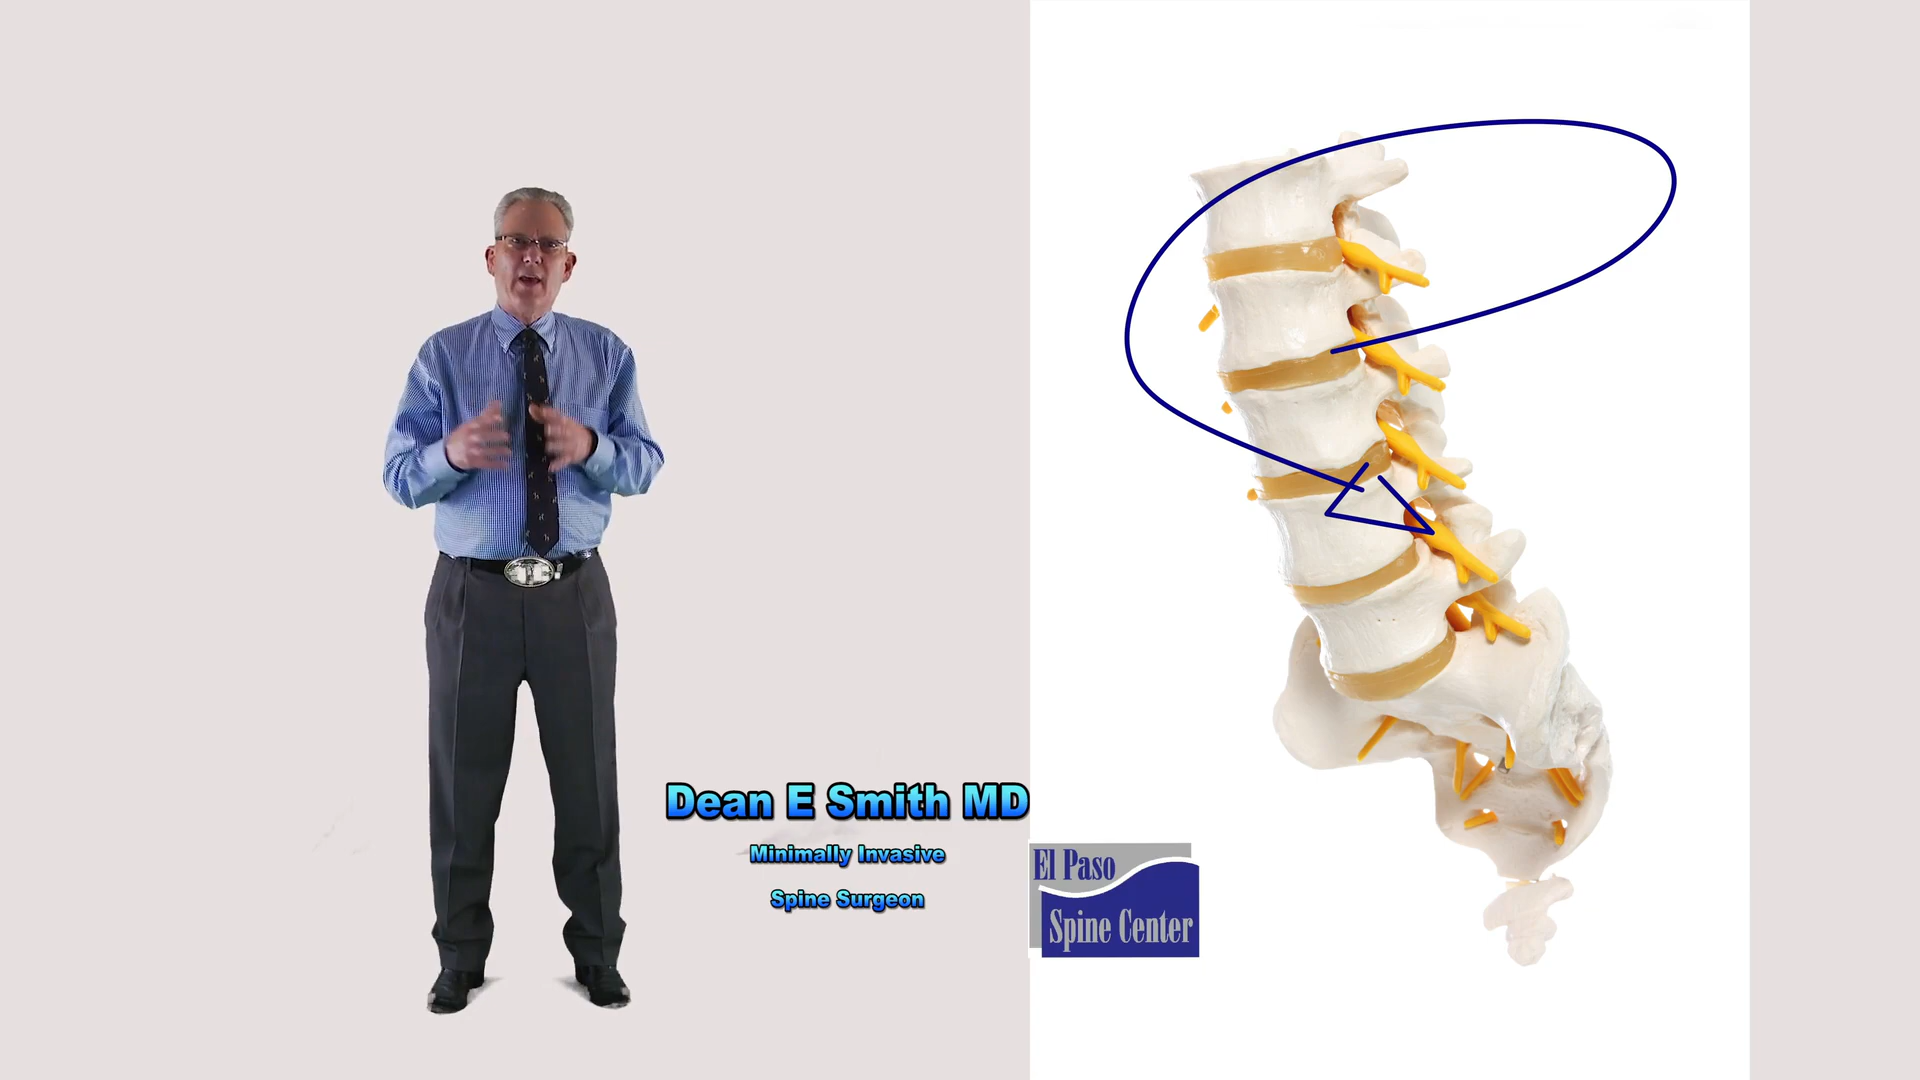 Dean E Smith MD
Minimally Invasive
Spine Surgeon
El Paso
Spine Center